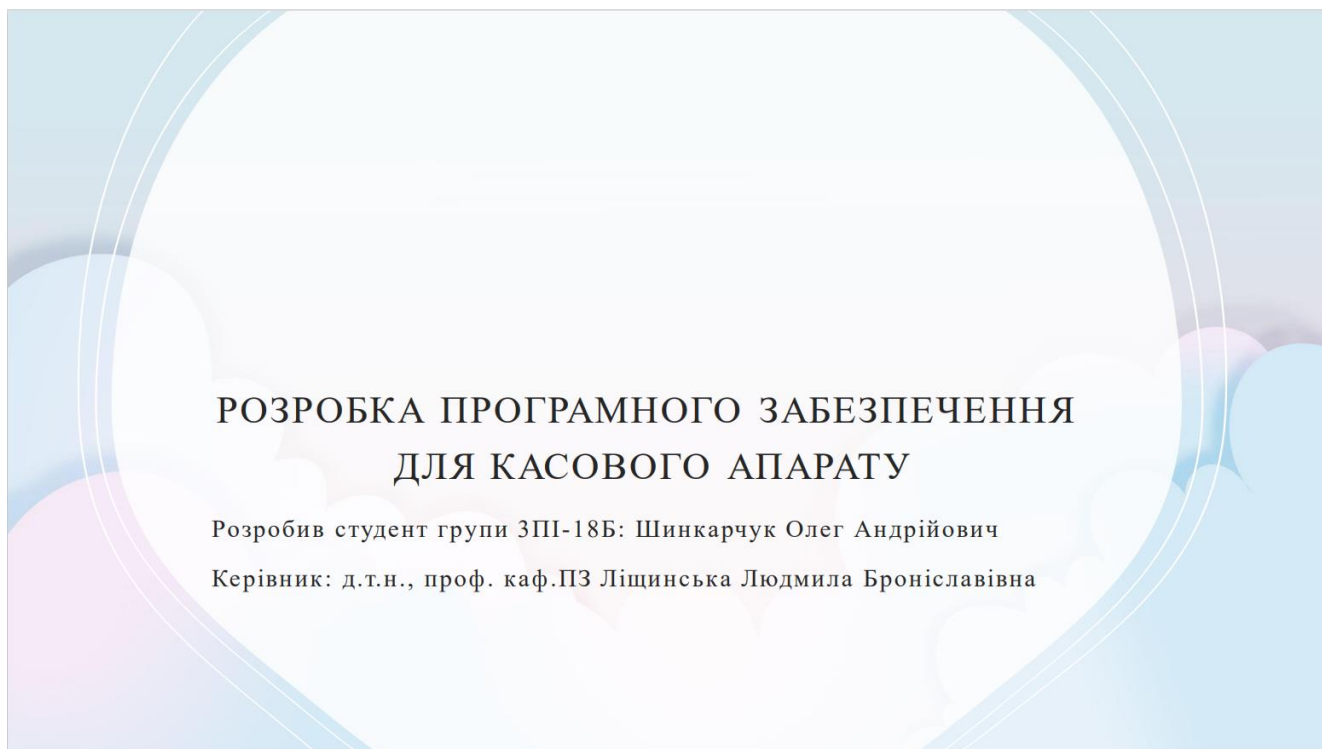 РОЗРОБКА ПРОГРАМНОГО ЗАБЕЗПЕЧЕННЯ
ДЛЯ КАСОВОГО АПАРАТУ
Розробив студент групи 3ПІ-18Б: Шинкарчук Олег Андрійович
Керівник: д.т.н., проф. каф.ПЗ Ліщинська Людмила Броніславівна